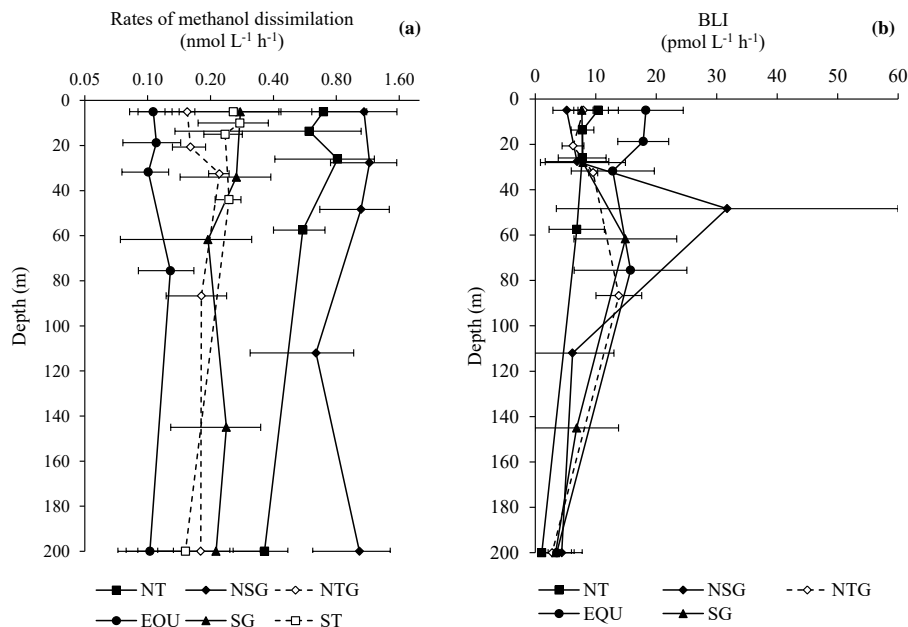 Rates of methanol dissimilation
(nmol L⁻¹ h⁻¹)
(a)
0.05 0.10 0.20 0.40 0.80 1.60
0
20
40
60
80
100
120
140
160
180
200
Depth (m)
NT NSG NTG
EQU SG ST
BLI
(pmol L⁻¹ h⁻¹)
(b)
0 10 20 30 40 50 60
0
20
40
60
80
100
120
140
160
180
200
Depth (m)
NT NSG NTG
EQU SG